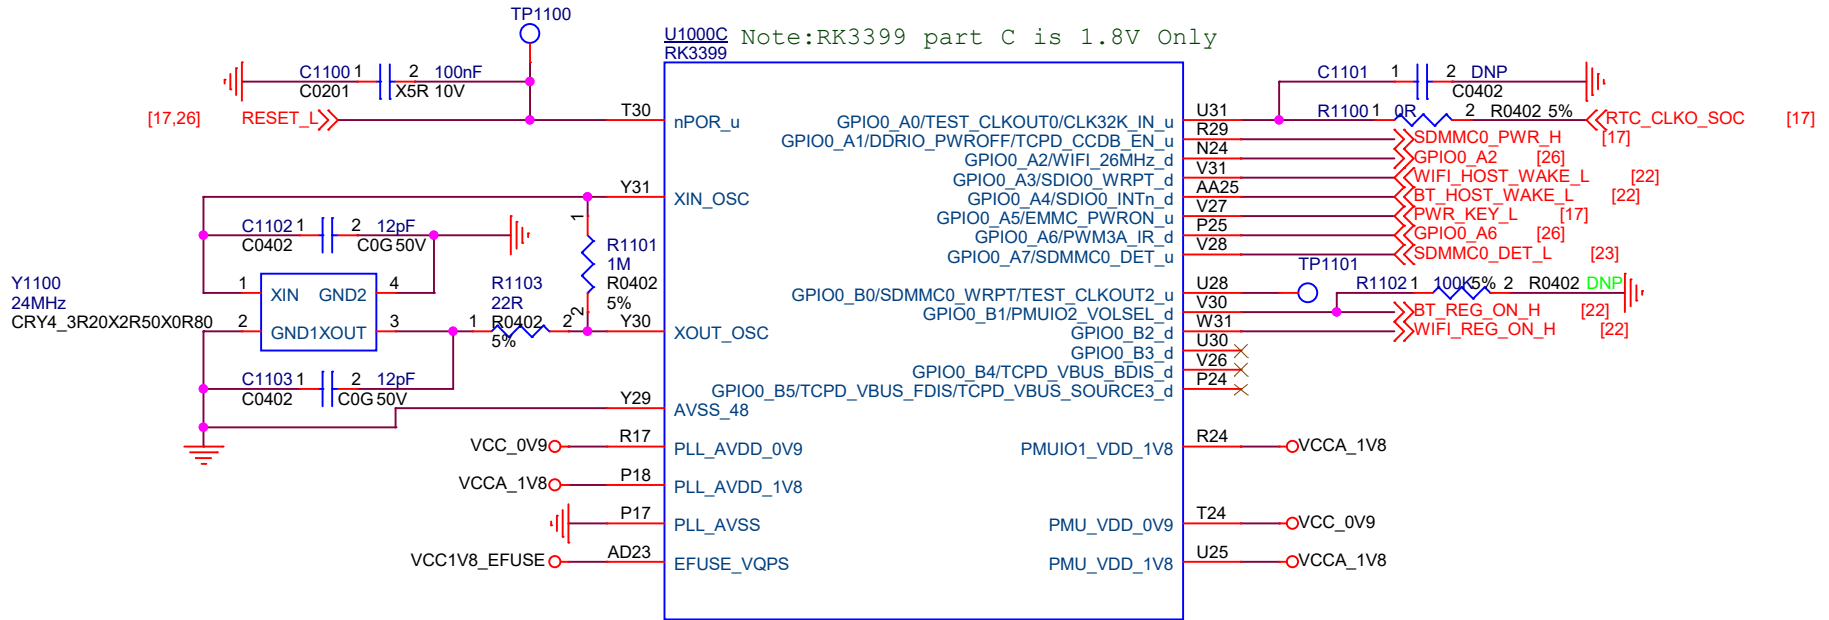 TP1100
U1000C Note:RK3399 part C is 1.8V Only
RK3399
C1100 1 2 100nF
C0201 X5R 10V
[17,26] RESET_L
T30 nPOR_u
Y31 XIN_OSC
C1102 1 2 12pF
C0402 C0G 50V
1 2 R1101
1M
R0402
5%
Y1100
24MHz
CRY4_3R20X2R50X0R80
1 XIN GND2 4
2 GND1 XOUT 3
R1103
22R
1 R0402 2
5%
Y30 XOUT_OSC
C1103 1 2 12pF
C0402 C0G 50V
Y29 AVSS_48
VCC_0V9 R17 PLL_AVDD_0V9
VCCA_1V8 P18 PLL_AVDD_1V8
P17 PLL_AVSS
VCC1V8_EFUSE AD23 EFUSE_VQPS
C1101 1 2 DNP
C0402
GPIO0_A0/TEST_CLKOUT0/CLK32K_IN_u U31 R1100 1 0R 2 R0402 5% RTC_CLKO_SOC [17]
GPIO0_A1/DDRIO_PWROFF/TCPD_CCDB_EN_u R29 SDMMC0_PWR_H [17]
GPIO0_A2/WIFI_26MHz_d N24 GPIO0_A2 [26]
GPIO0_A3/SDIO0_WRPT_d V31 WIFI_HOST_WAKE_L [22]
GPIO0_A4/SDIO0_INTn_d AA25 BT_HOST_WAKE_L [22]
GPIO0_A5/EMMC_PWRON_u V27 PWR_KEY_L [17]
GPIO0_A6/PWM3A_IR_d P25 GPIO0_A6 [26]
GPIO0_A7/SDMMC0_DET_u V28 SDMMC0_DET_L [23]
TP1101
R1102 1 100K 5% 2 R0402 DNP
GPIO0_B0/SDMMC0_WRPT/TEST_CLKOUT2_u U28
GPIO0_B1/PMUIO2_VOLSEL_d V30 BT_REG_ON_H [22]
GPIO0_B2_d W31 WIFI_REG_ON_H [22]
GPIO0_B3_d U30
GPIO0_B4/TCPD_VBUS_BDIS_d V26
GPIO0_B5/TCPD_VBUS_FDIS/TCPD_VBUS_SOURCE3_d P24
PMUIO1_VDD_1V8 R24 VCCA_1V8
PMU_VDD_0V9 T24 VCC_0V9
PMU_VDD_1V8 U25 VCCA_1V8